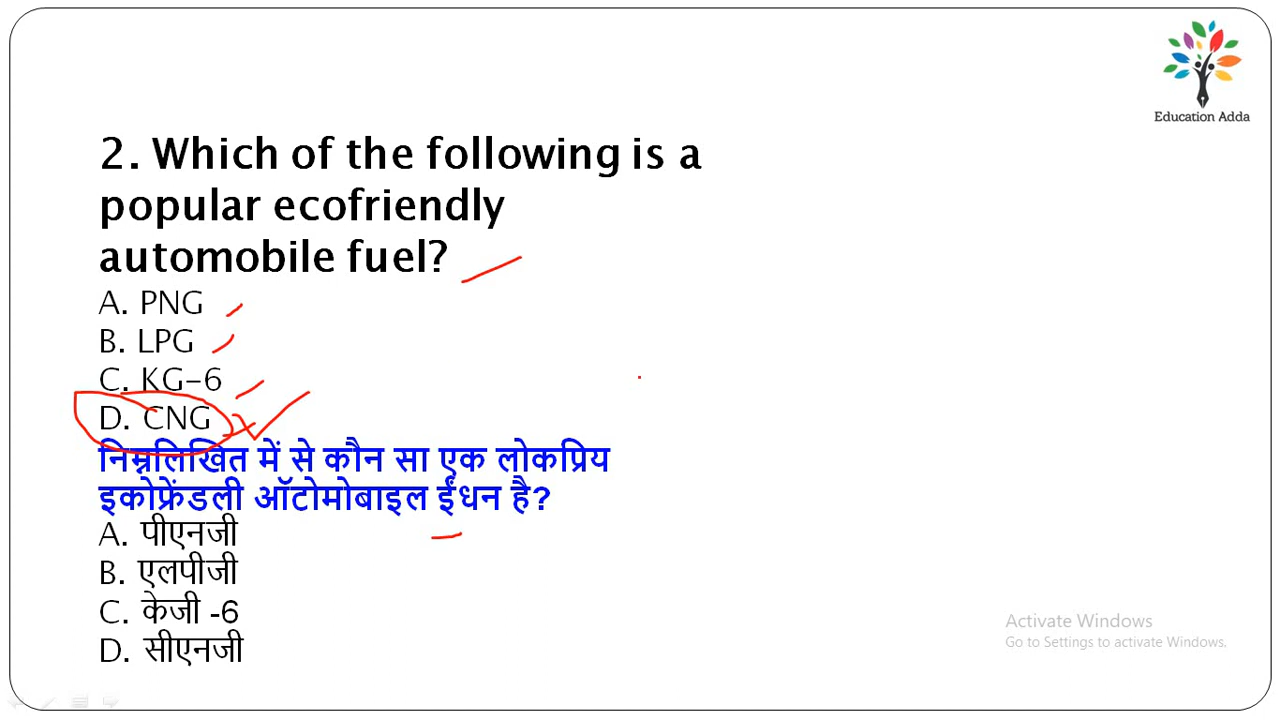 Education Adda
2. Which of the following is a
popular ecofriendly
automobile fuel?
A. PNG
B. LPG
C. KG-6
D. CNG
निम्नलिखित में से कौन सा एक लोकप्रिय
इकोफ्रेंडली ऑटोमोबाइल ईंधन है?
A. पीएनजी
B. एलपीजी
C. केजी -6
D. सीएनजी
Activate Windows
Go to Settings to activate Windows.